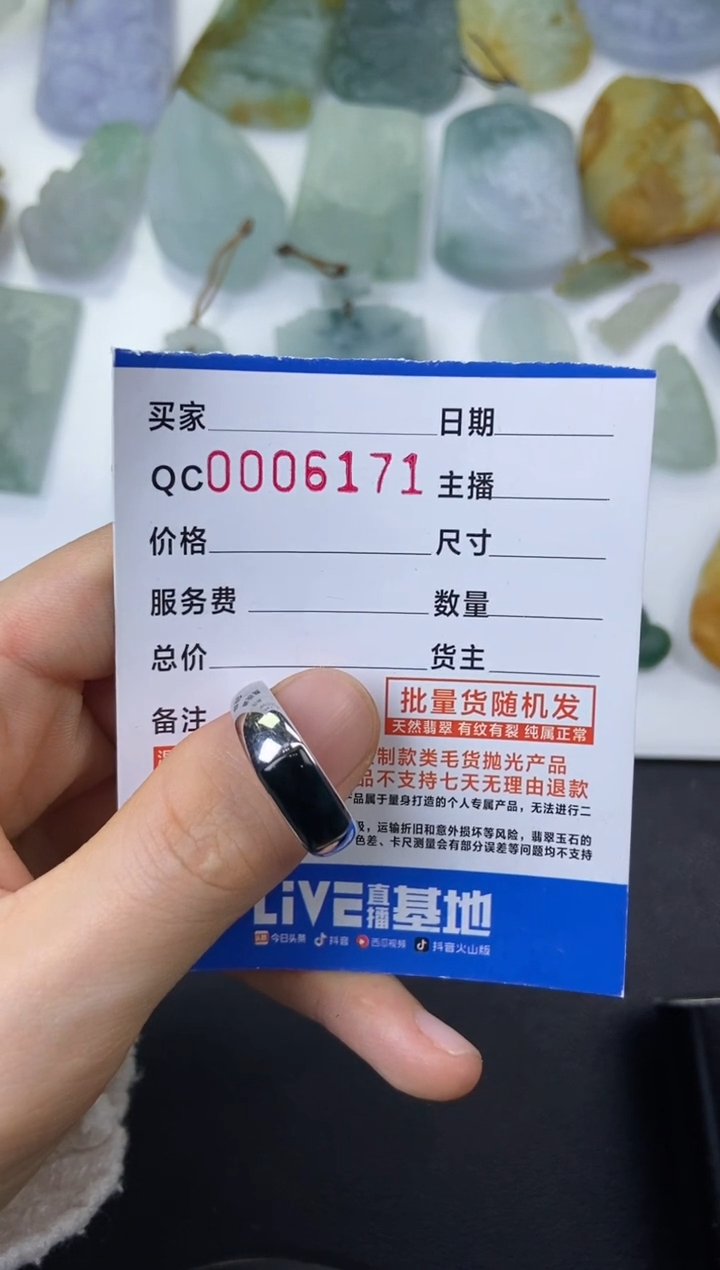 买家 日期
QC0006171 主播
价格 尺寸
服务费 数量
总价 货主
备注 批量货随机发
天然翡翠 有纹有裂 纯属正常
制款类毛货抛光产品
品不支持七天无理由退款
品属于量身打造的个人专属产品，无法进行二
，运输折旧和意外损坏等风险，翡翠玉石的
色差、卡尺测量会有部分误差等问题均不支持
LiVE直播基地
今日头条 抖音 西瓜视频 抖音火山版